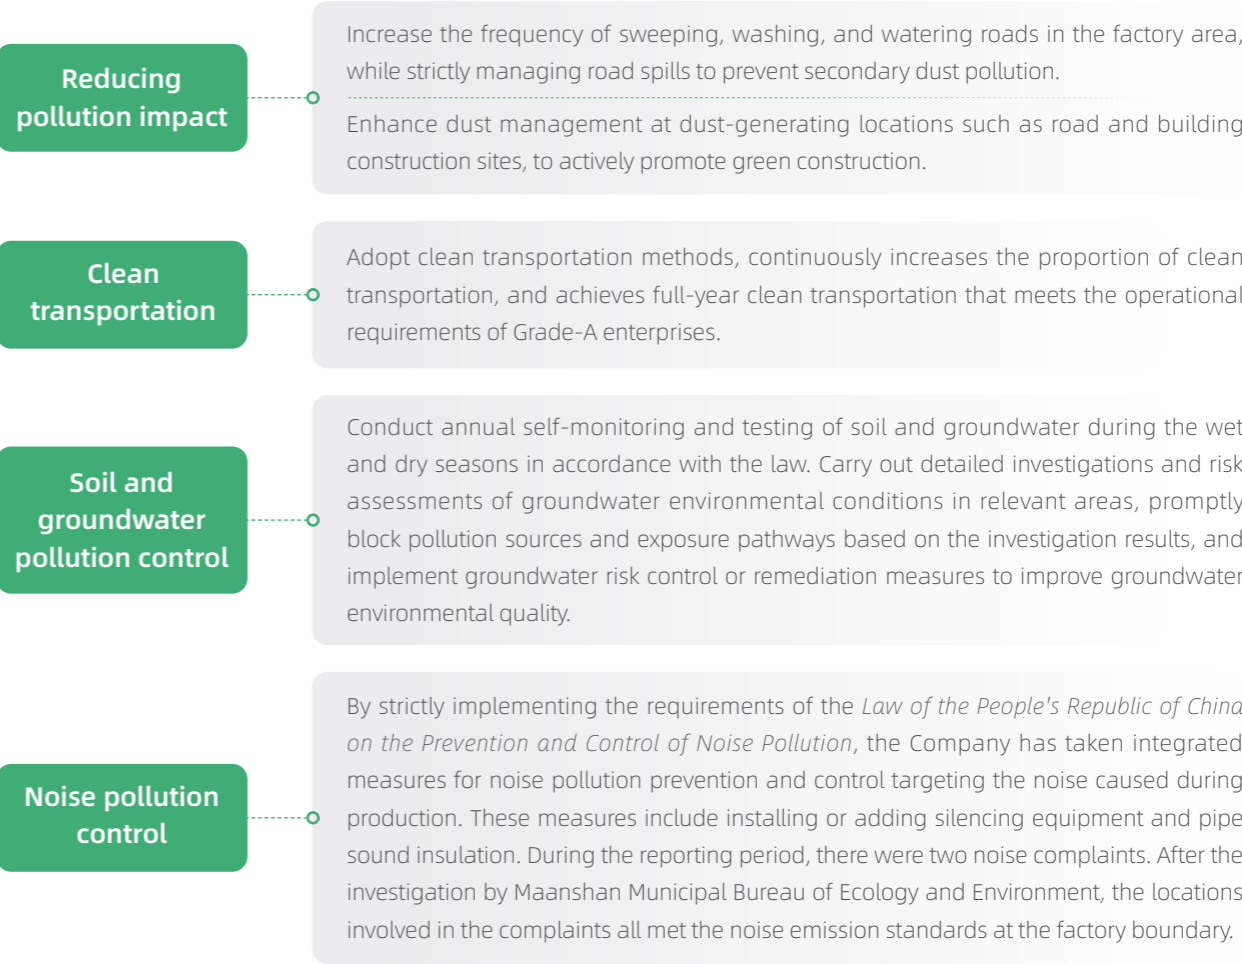 Reducing
pollution impact
Increase the frequency of sweeping, washing, and watering roads in the factory area,
while strictly managing road spills to prevent secondary dust pollution.
Enhance dust management at dust-generating locations such as road and building
construction sites, to actively promote green construction.
Clean
transportation
Adopt clean transportation methods, continuously increases the proportion of clean
transportation, and achieves full-year clean transportation that meets the operational
requirements of Grade-A enterprises.
Soil and
groundwater
pollution control
Conduct annual self-monitoring and testing of soil and groundwater during the wet
and dry seasons in accordance with the law. Carry out detailed investigations and risk
assessments of groundwater environmental conditions in relevant areas, promptly
block pollution sources and exposure pathways based on the investigation results, and
implement groundwater risk control or remediation measures to improve groundwater
environmental quality.
Noise pollution
control
By strictly implementing the requirements of the Law of the People's Republic of China
on the Prevention and Control of Noise Pollution, the Company has taken integrated
measures for noise pollution prevention and control targeting the noise caused during
production. These measures include installing or adding silencing equipment and pipe
sound insulation. During the reporting period, there were two noise complaints. After the
investigation by Maanshan Municipal Bureau of Ecology and Environment, the locations
involved in the complaints all met the noise emission standards at the factory boundary.